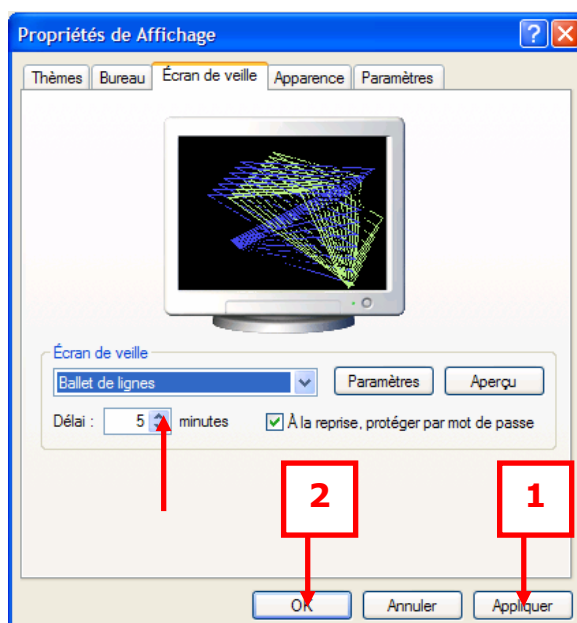 Propriétés de Affichage
Thèmes Bureau Écran de veille Apparence Paramètres
Écran de veille
Ballet de lignes Paramètres Aperçu
Délai : 5 minutes À la reprise, protéger par mot de passe
2 1
OK Annuler Appliquer